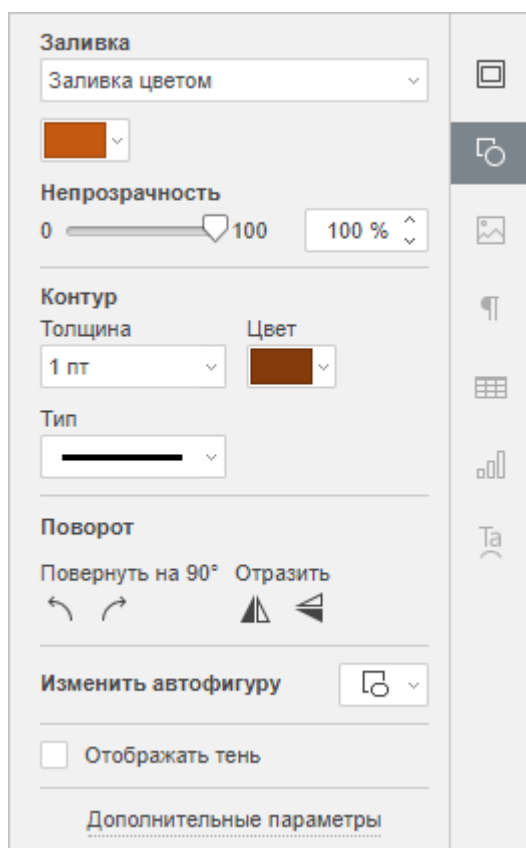 Заливка
Заливка цветом
Непрозрачность
0 100 100 %
Контур
Толщина Цвет
1 пт
Тип
Поворот
Повернуть на 90° Отразить
Изменить автофигуру
Отображать тень
Дополнительные параметры
Ta